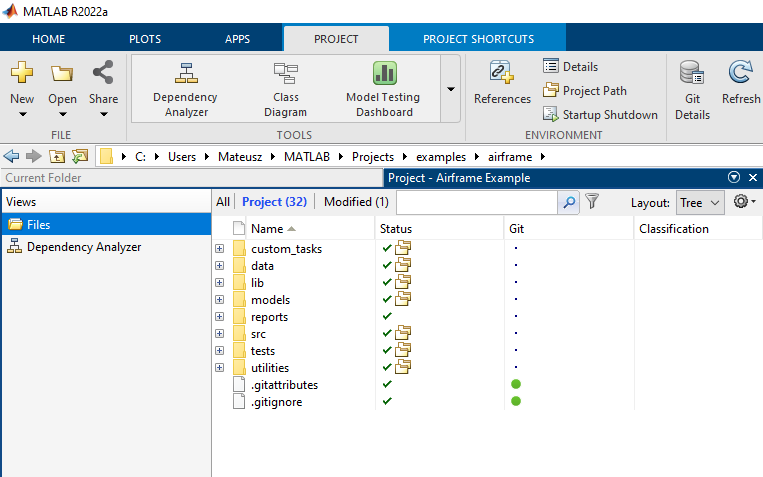 MATLAB R2022a
HOME PLOTS APPS PROJECT PROJECT SHORTCUTS
New Open Share
FILE
Dependency Analyzer
Class Diagram
Model Testing Dashboard
TOOLS
References
Details
Project Path
Startup Shutdown
ENVIRONMENT
Git Details
Refresh
C: Users Mateusz MATLAB Projects examples airframe
Current Folder
Project - Airframe Example
Views
Files
Dependency Analyzer
All Project (32) Modified (1) Layout: Tree
Name Status Git Classification
custom_tasks
data
lib
models
reports
src
tests
utilities
.gitattributes
.gitignore